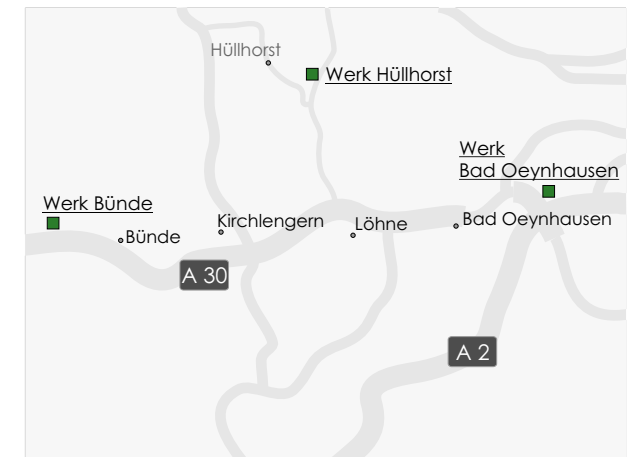 Hüllhorst
Werk Hüllhorst
Werk
Bad Oeynhausen
Werk Bünde
Bünde
Kirchlengern
Löhne
Bad Oeynhausen
A 30
A 2